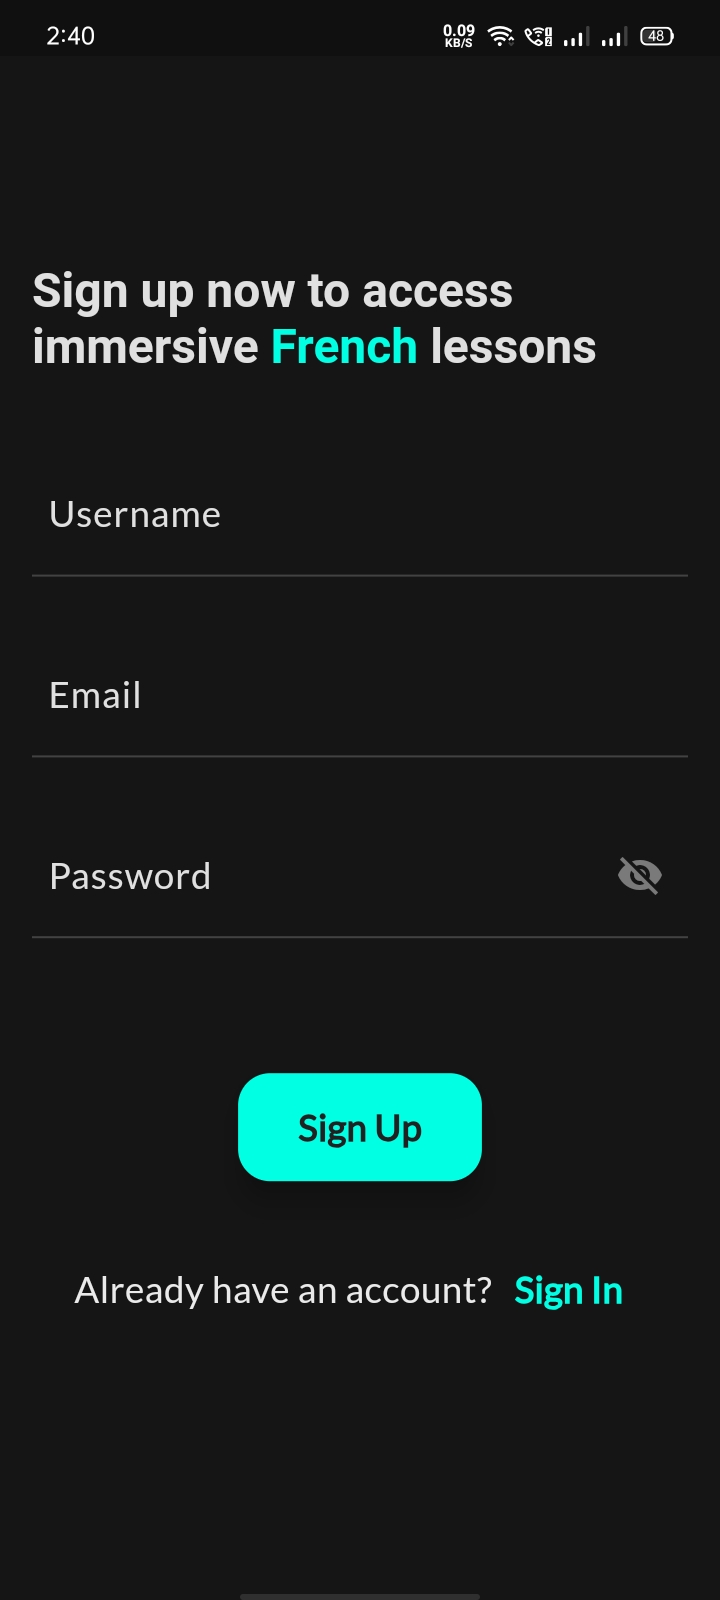 2:40
0.09
KB/S
48
Sign up now to access
immersive French lessons
Username
Email
Password
Sign Up
Already have an account? Sign In